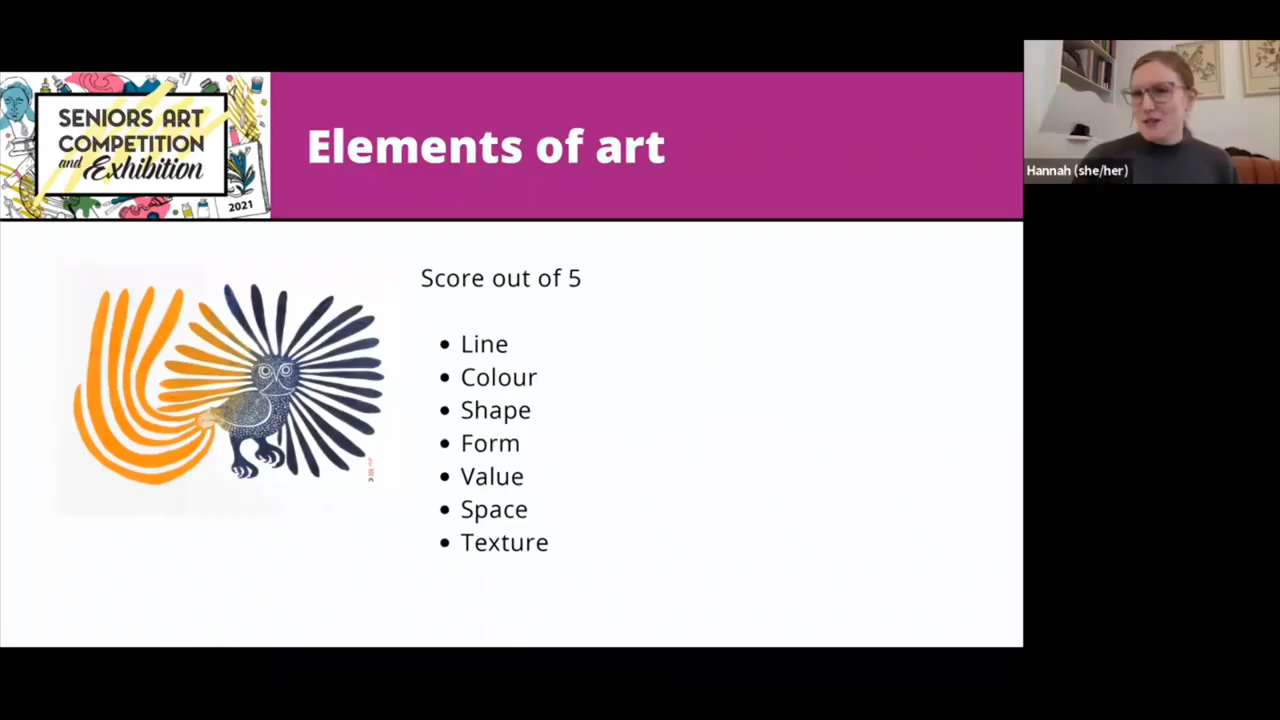 SENIORS ART
COMPETITION
and Exhibition
2021
Elements of art
Hannah (she/her)
Score out of 5
• Line
• Colour
• Shape
• Form
• Value
• Space
• Texture